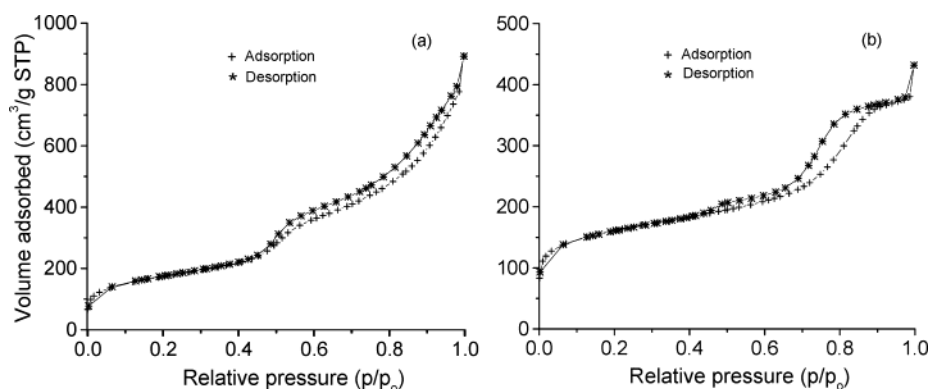 (a)
+ Adsorption
* Desorption
Volume adsorbed (cm³/g STP)
1000
800
600
400
200
0
0.0 0.2 0.4 0.6 0.8 1.0
Relative pressure (p/pₒ)
(b)
+ Adsorption
* Desorption
500
400
300
200
100
0
0.0 0.2 0.4 0.6 0.8 1.0
Relative pressure (p/pₒ)